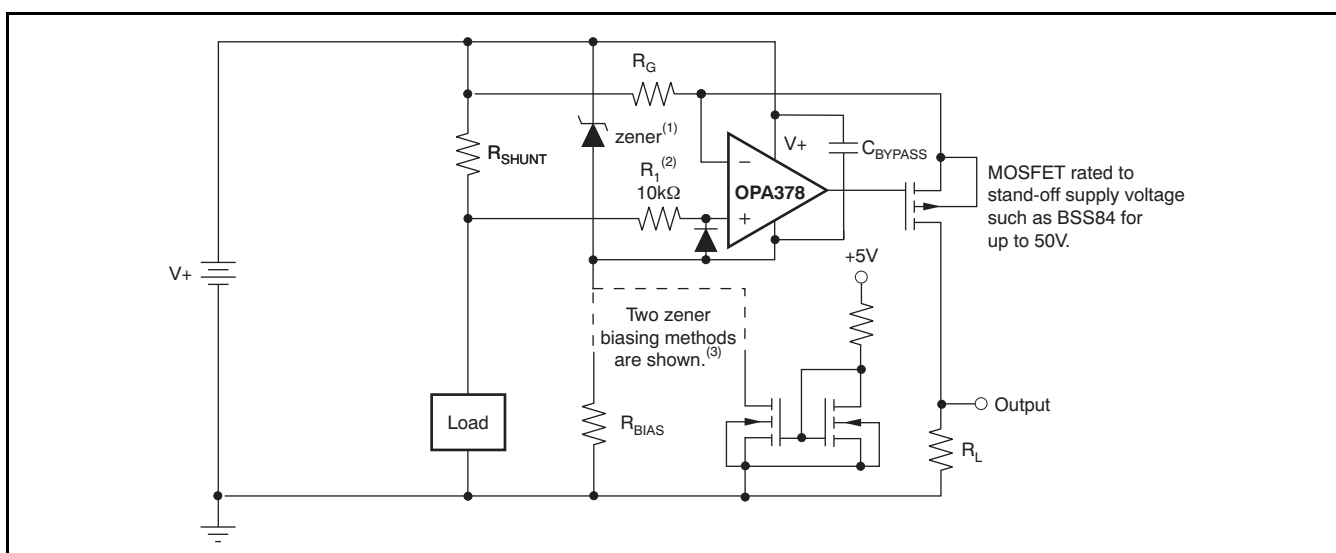 R_G
zener(1)
V+
C_BYPASS
R_SHUNT
R_1(2)
10kΩ
−
OPA378
+
MOSFET rated to
stand-off supply voltage
such as BSS84 for
up to 50V.
+5V
V+
Two zener
biasing methods
are shown.(3)
Output
Load
R_BIAS
R_L